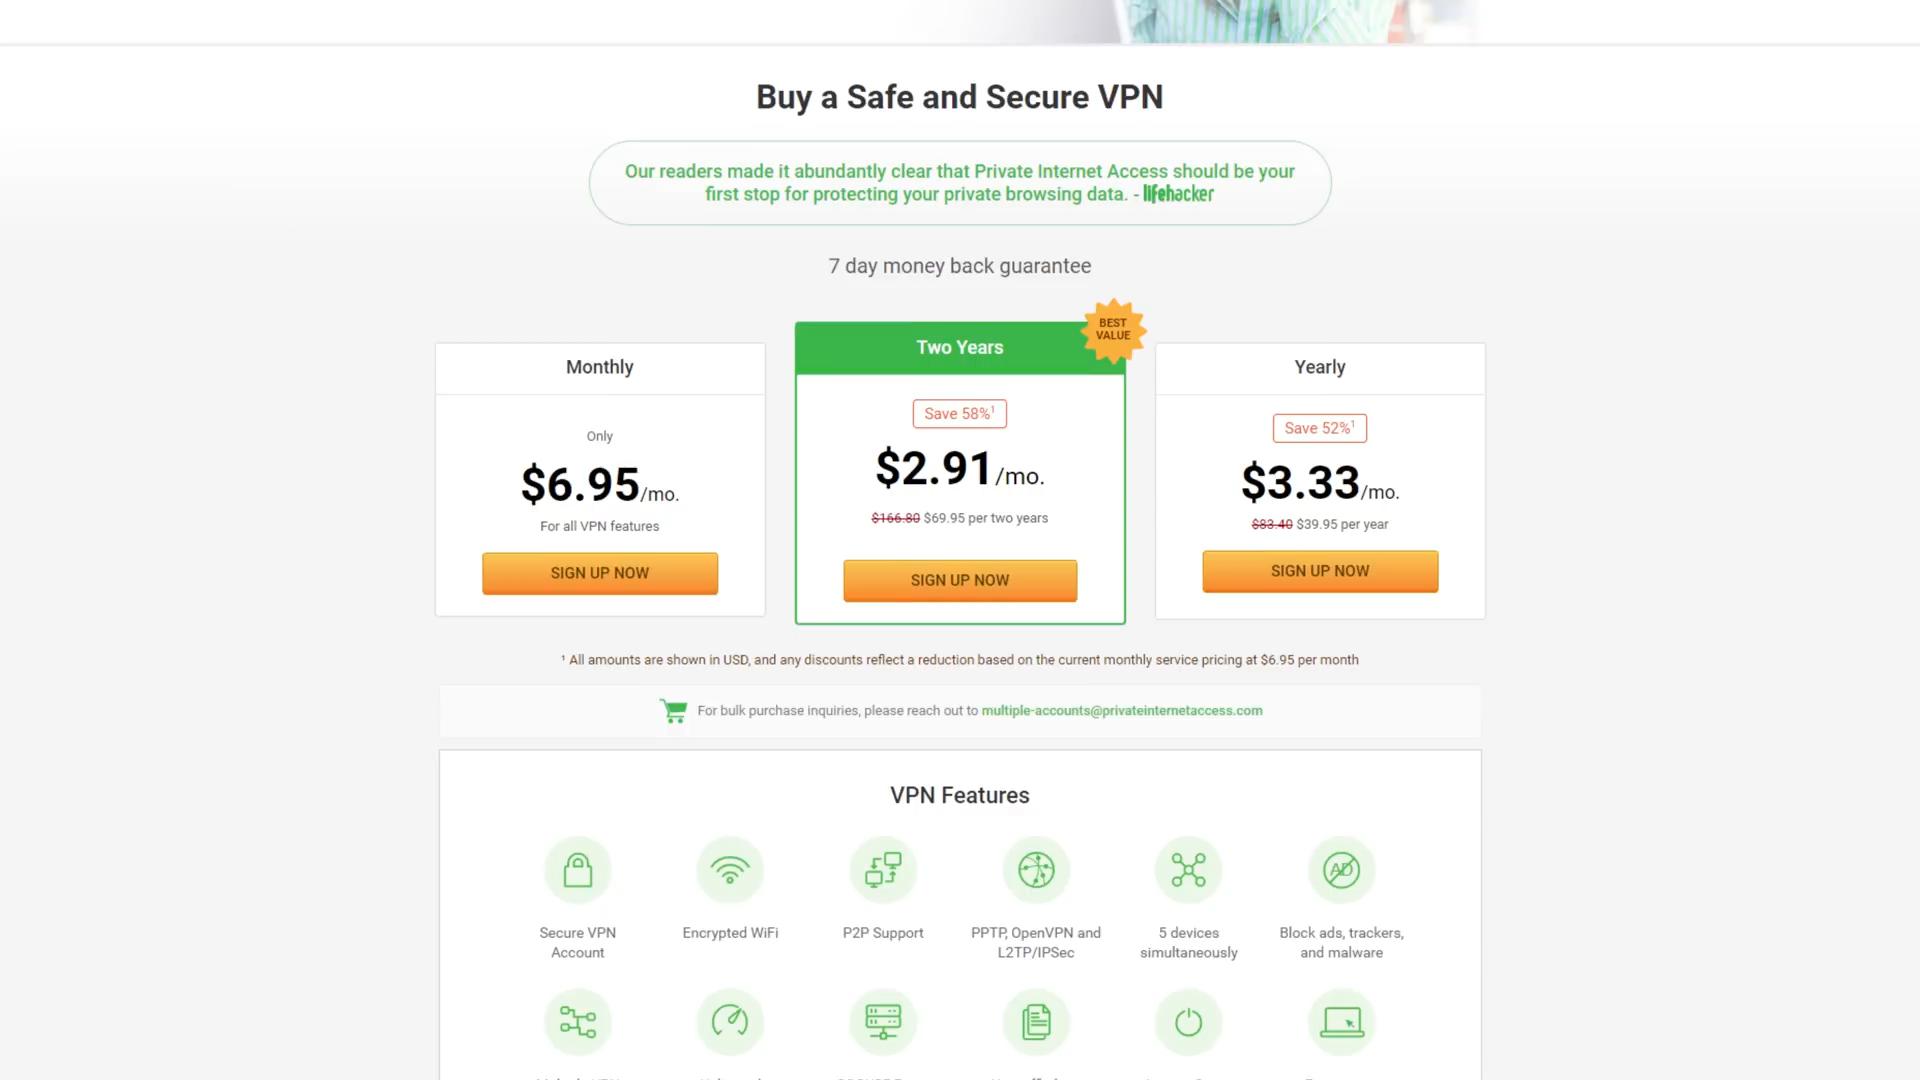 Buy a Safe and Secure VPN
Our readers made it abundantly clear that Private Internet Access should be your
first stop for protecting your private browsing data. - lifehacker
7 day money back guarantee
BEST
VALUE
Monthly
Only
$6.95/mo.
For all VPN features
SIGN UP NOW
Two Years
Save 58%¹
$2.91/mo.
$166.80 $69.95 per two years
SIGN UP NOW
Yearly
Save 52%¹
$3.33/mo.
$83.40 $39.95 per year
SIGN UP NOW
¹ All amounts are shown in USD, and any discounts reflect a reduction based on the current monthly service pricing at $6.95 per month
For bulk purchase inquiries, please reach out to multiple-accounts@privateinternetaccess.com
VPN Features
Secure VPN
Account
Encrypted WiFi
P2P Support
PPTP, OpenVPN and
L2TP/IPSec
5 devices
simultaneously
AD
Block ads, trackers,
and malware